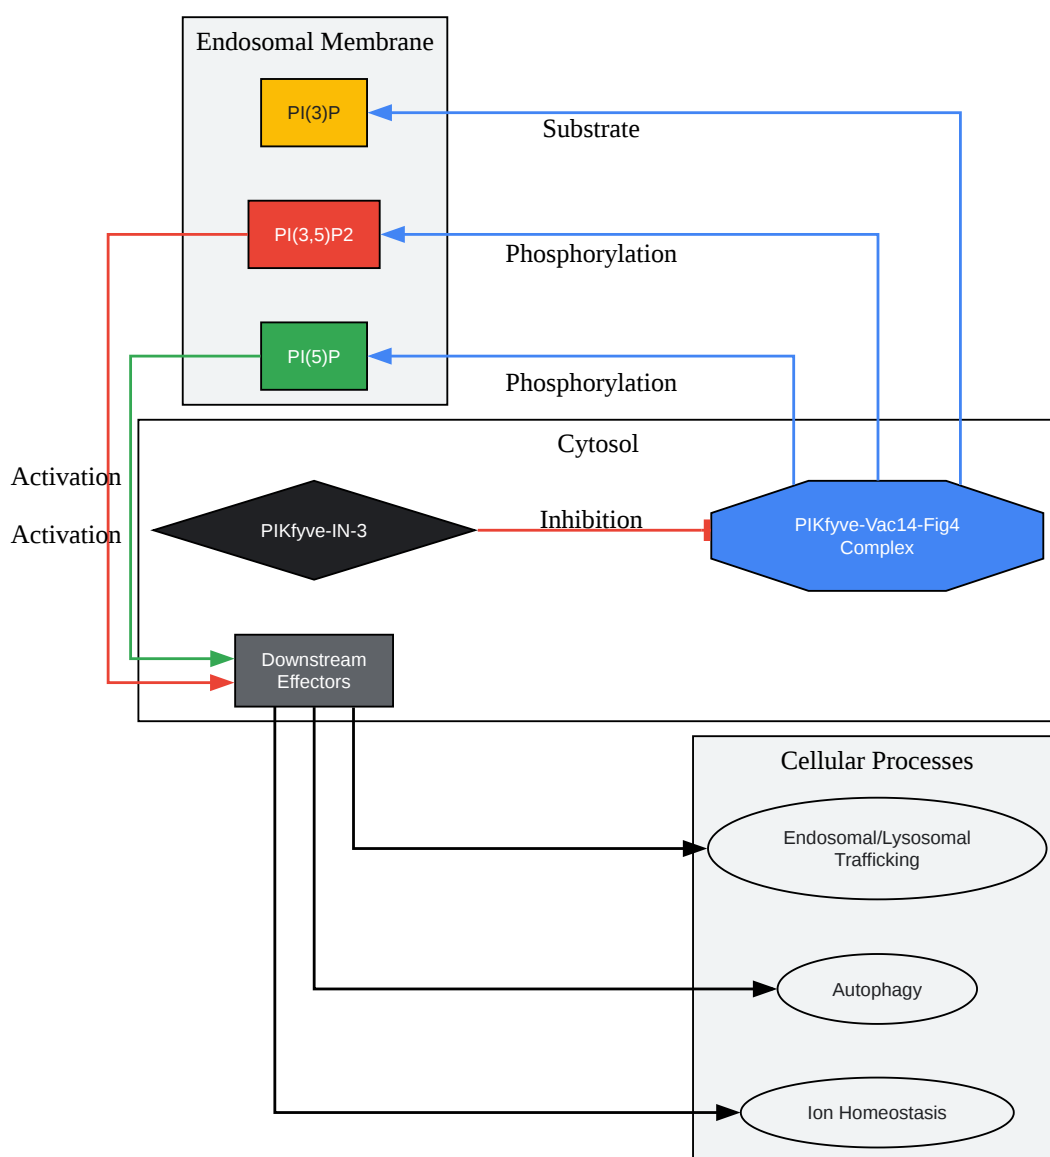 Endosomal Membrane
PI(3)P
Substrate
PI(3,5)P2
Phosphorylation
PI(5)P
Phosphorylation
Cytosol
Activation
Activation
PIKfyve-IN-3
Inhibition
PIKfyve-Vac14-Fig4
Complex
Downstream
Effectors
Cellular Processes
Endosomal/Lysosomal
Trafficking
Autophagy
Ion Homeostasis